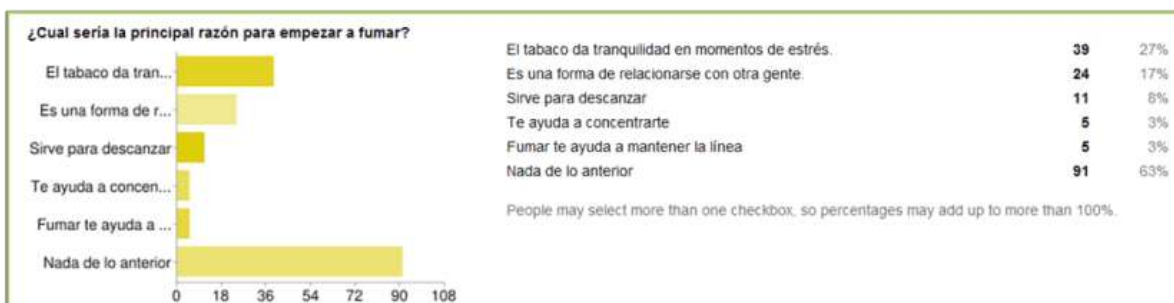 ¿Cual sería la principal razón para empezar a fumar?
El tabaco da tran...
Es una forma de r...
Sirve para descanzar
Te ayuda a concen...
Fumar te ayuda a ...
Nada de lo anterior
0 18 36 54 72 90 108
El tabaco da tranquilidad en momentos de estrés. 39 27%
Es una forma de relacionarse con otra gente. 24 17%
Sirve para descanzar 11 8%
Te ayuda a concentrarte 5 3%
Fumar te ayuda a mantener la línea 5 3%
Nada de lo anterior 91 63%
People may select more than one checkbox, so percentages may add up to more than 100%.